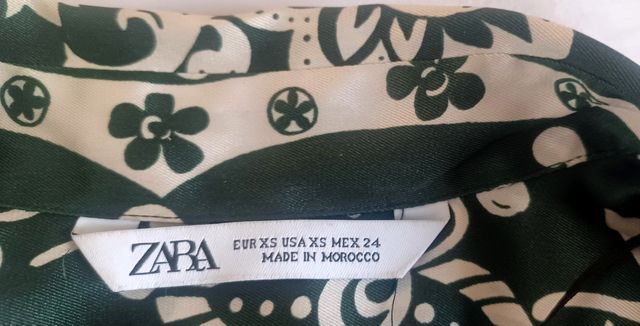 ZARA
EUR XS USA XS MEX 24
MADE IN MOROCCO